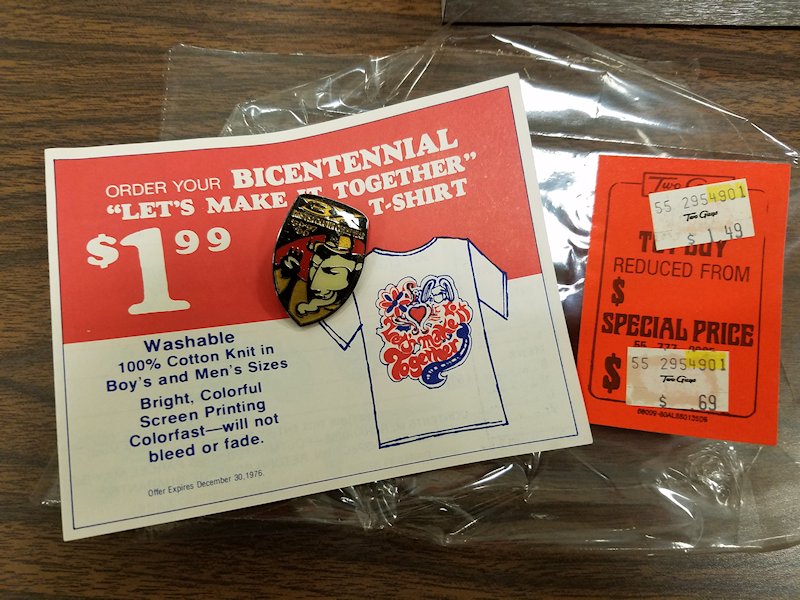 ORDER YOUR BICENTENNIAL
"LET'S MAKE IT TOGETHER"
T-SHIRT
$1.99
Washable
100% Cotton Knit in
Boy's and Men's Sizes
Bright, Colorful
Screen Printing
Colorfast—will not
bleed or fade.
Offer Expires December 30, 1976.
Let's make it
Together
Two Guys
55 2954901
Two Guys
$ 1 49
BUY
REDUCED FROM
$
SPECIAL PRICE
55 2954901
$
Two Guys
$ 69